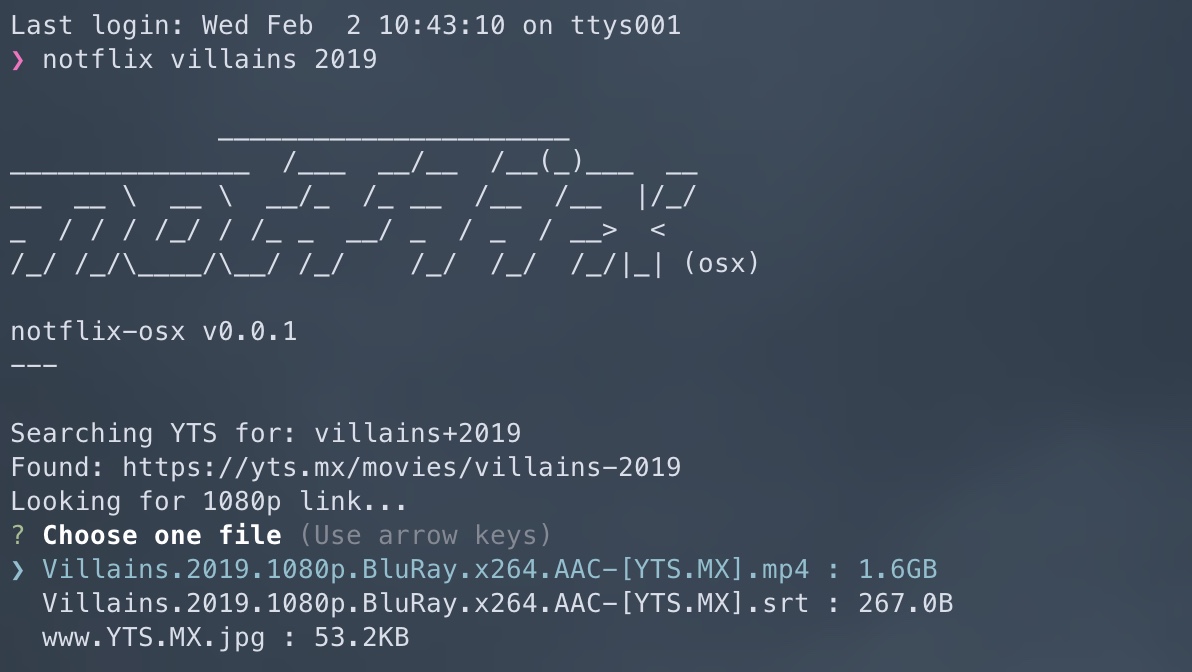 Last login: Wed Feb  2 10:43:10 on ttys001
❯ notflix villains 2019
             ______________________
_______________  /___  __/__  /__(_)___  __
__  __ \  __ \  __/_  /_ __  /__  /__  |/_/
_  / / / /_/ / /_ _  __/ _  / _  / __>  <
/_/ /_/\____/\__/ /_/    /_/  /_/  /_/|_| (osx)
notflix-osx v0.0.1
---
Searching YTS for: villains+2019
Found: https://yts.mx/movies/villains-2019
Looking for 1080p link...
? Choose one file (Use arrow keys)
❯ Villains.2019.1080p.BluRay.x264.AAC-[YTS.MX].mp4 : 1.6GB
  Villains.2019.1080p.BluRay.x264.AAC-[YTS.MX].srt : 267.0B
  www.YTS.MX.jpg : 53.2KB